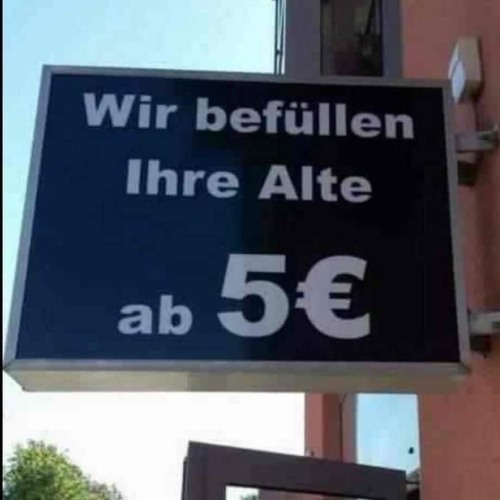 Wir befüllen
Ihre Alte
ab 5€